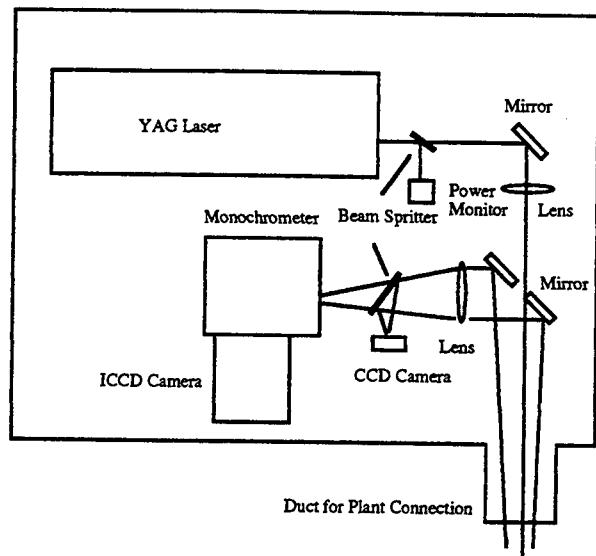 YAG Laser
Mirror
Power
Monitor
Lens
Monochrometer
Beam Spritter
Mirror
Lens
ICCD Camera
CCD Camera
Duct for Plant Connection